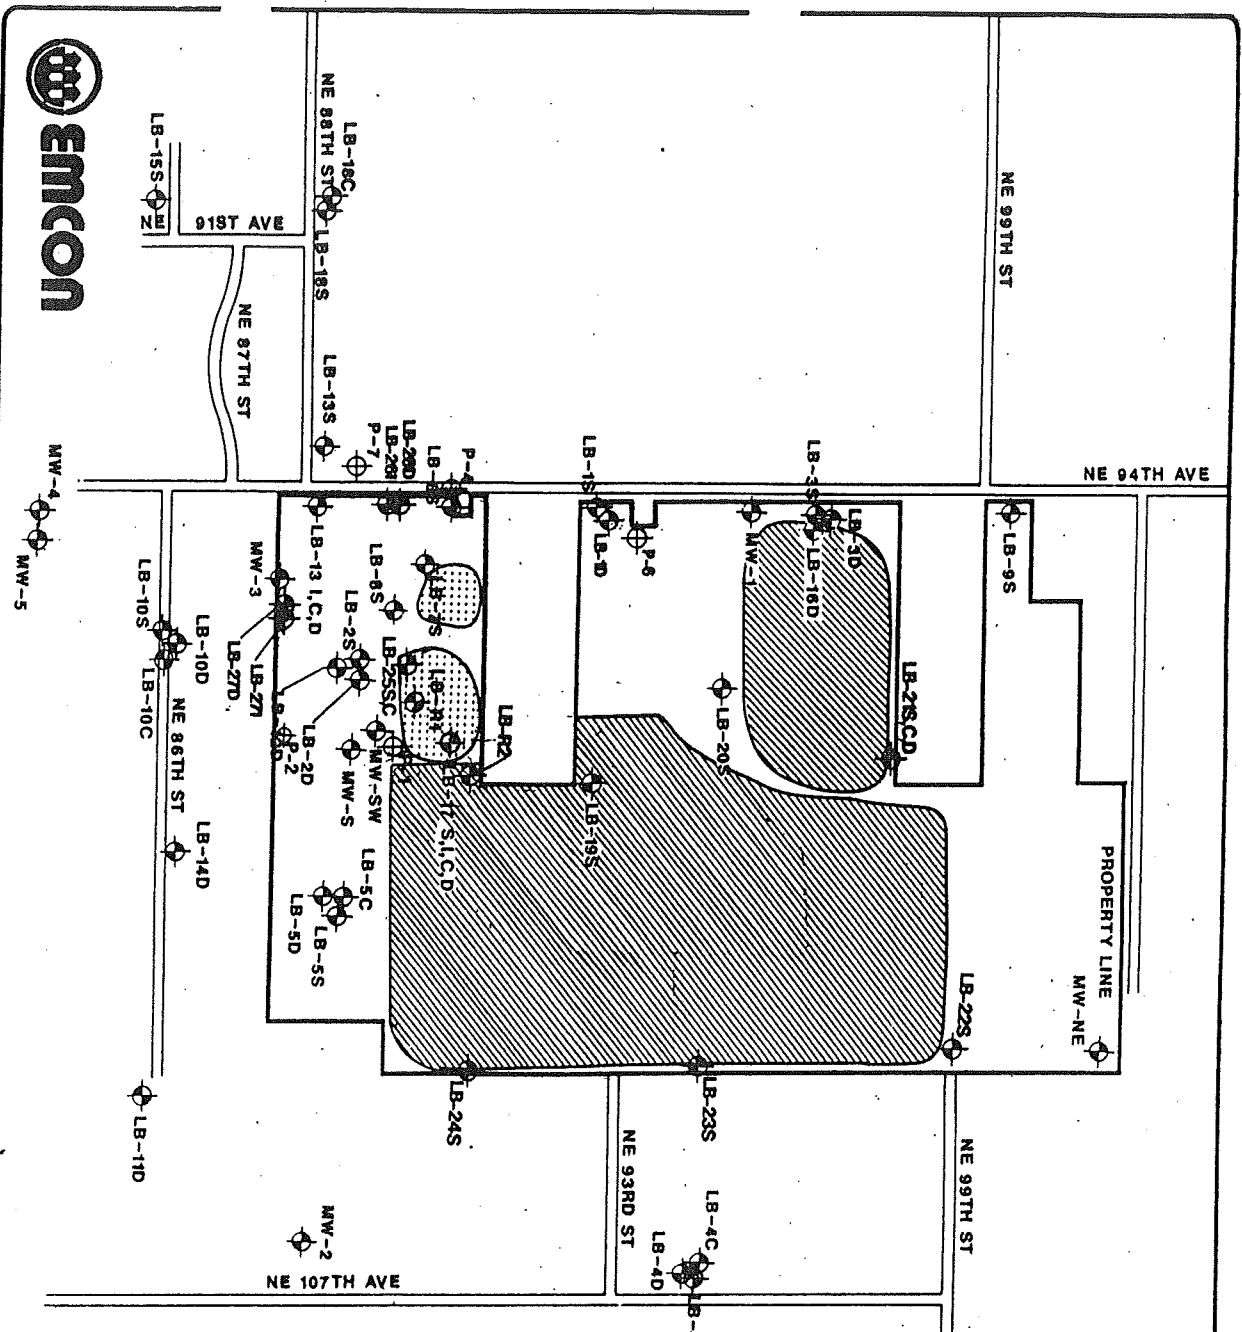 emcon
NE 88TH ST
LB-15S
LB-18C
LB-18S
NE
91ST AVE
NE 87TH ST
NE 99TH ST
LB-13S
P-7
LB-26I
LB-26D
P-4
LB-1S
LB-3S
NE 94TH AVE
MW-4
MW-5
LB-13 I,C,D
MW-3
LB-6S
LB-1D
P-6
MW-1
LB-16D
LB-3D
LB-9S
LB-10S
LB-10D
LB-10C
LB-27D
LB-27I
LB-2S
LB-2D
P-2
MW-S
MW-SW
LB-R2
LB-17 S,I,C,D
LB-20S
LB-21S,C,D
NE 86TH ST
LB-14D
LB-5C
LB-5D
LB-5S
LB-19S
PROPERTY LINE
MW-NE
LB-22S
LB-11D
LB-24S
LB-23S
MW-2
NE 107TH AVE
NE 93RD ST
LB-4C
LB-4D
LB-
NE 99TH ST